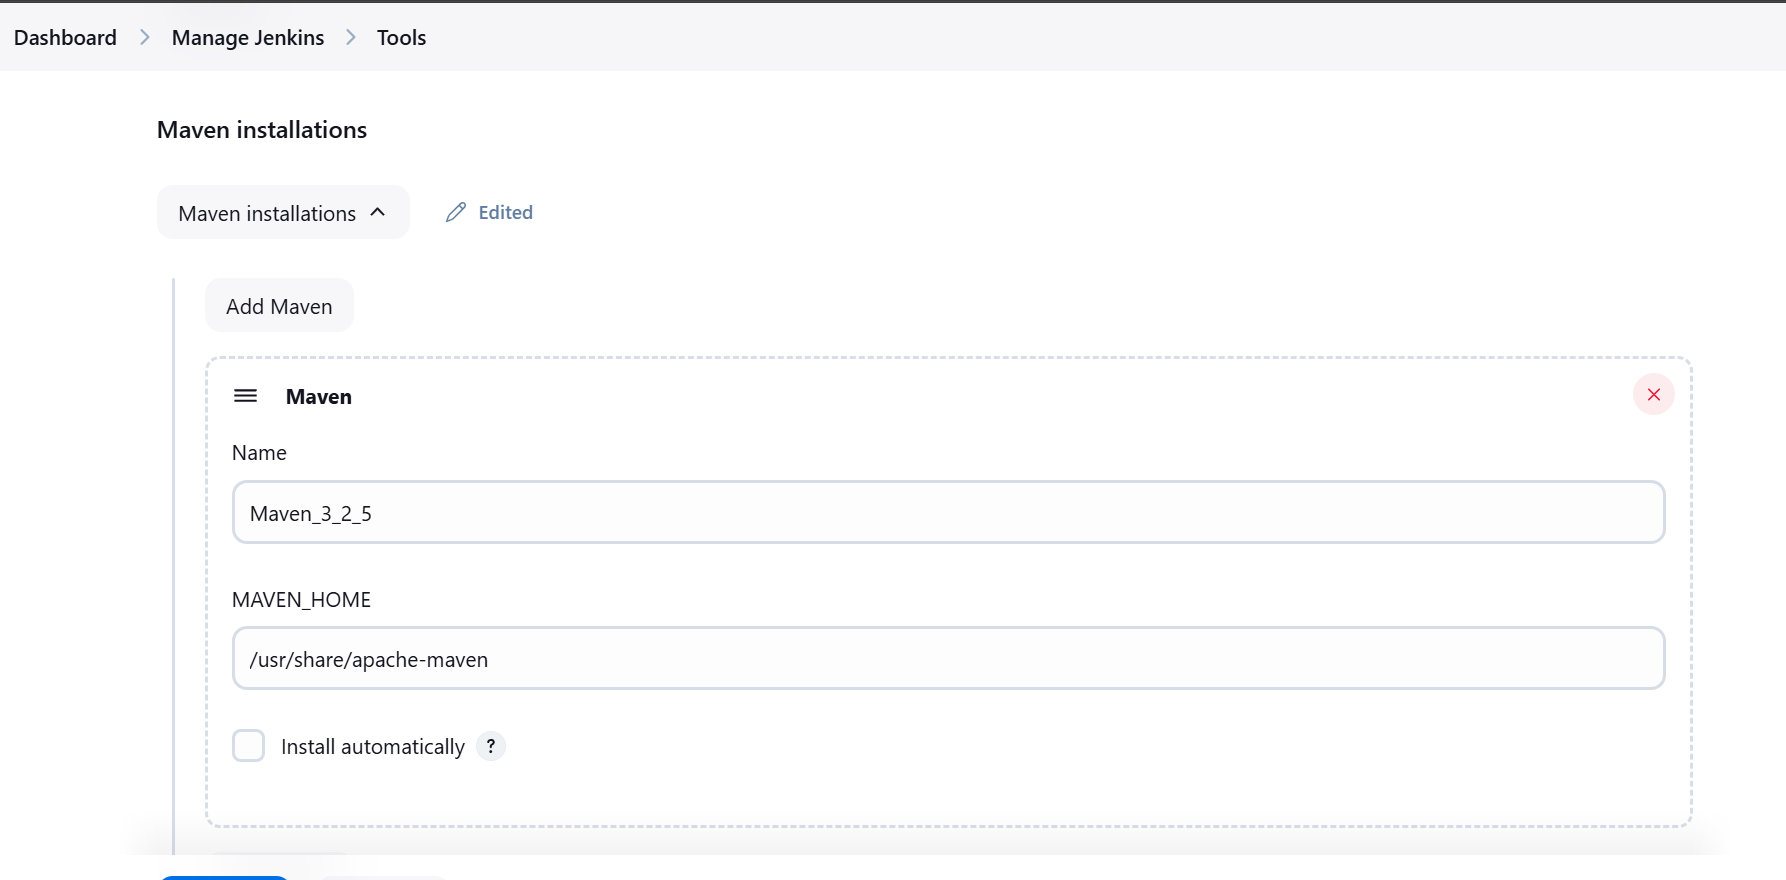 Dashboard > Manage Jenkins > Tools
Maven installations
Maven installations Edited
Add Maven
Maven
Name
Maven_3_2_5
MAVEN_HOME
/usr/share/apache-maven
Install automatically ?